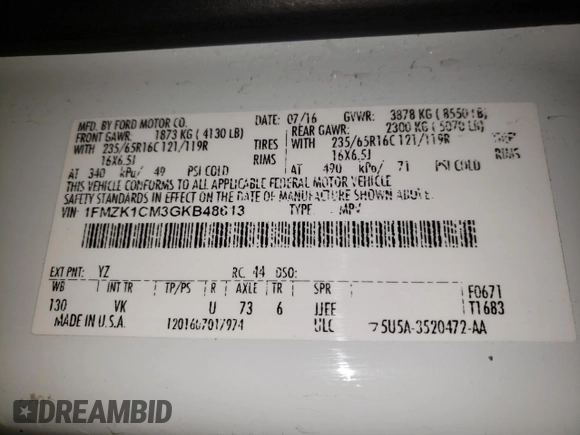 MFD. BY FORD MOTOR CO. DATE: 07/16 GVWR: 3878 KG (8550 LB)
FRONT GAWR: 1873 KG (4130 LB) REAR GAWR: 2300 KG (5070 LB)
WITH 235/65R16C 121/119R TIRES WITH 235/65R16C 121/119R
16X6.5J RIMS 16X6.5J RIMS
AT 340 kPa/ 49 PSI COLD AT 490 kPa/ 71 PSI COLD
THIS VEHICLE CONFORMS TO ALL APPLICABLE FEDERAL MOTOR VEHICLE
SAFETY STANDARDS IN EFFECT ON THE DATE OF MANUFACTURE SHOWN ABOVE.
VIN: 1FMZK1CM3GKB48613 TYPE: MPV
EXT PNT: YZ RC: 44 DSO:
WB INT TR TP/PS R AXLE TR SPR
130 VK U 73 6 JJEE
F0671
T1683
MADE IN U.S.A. ULC 5U5A-3520472-AA
DREAMBID